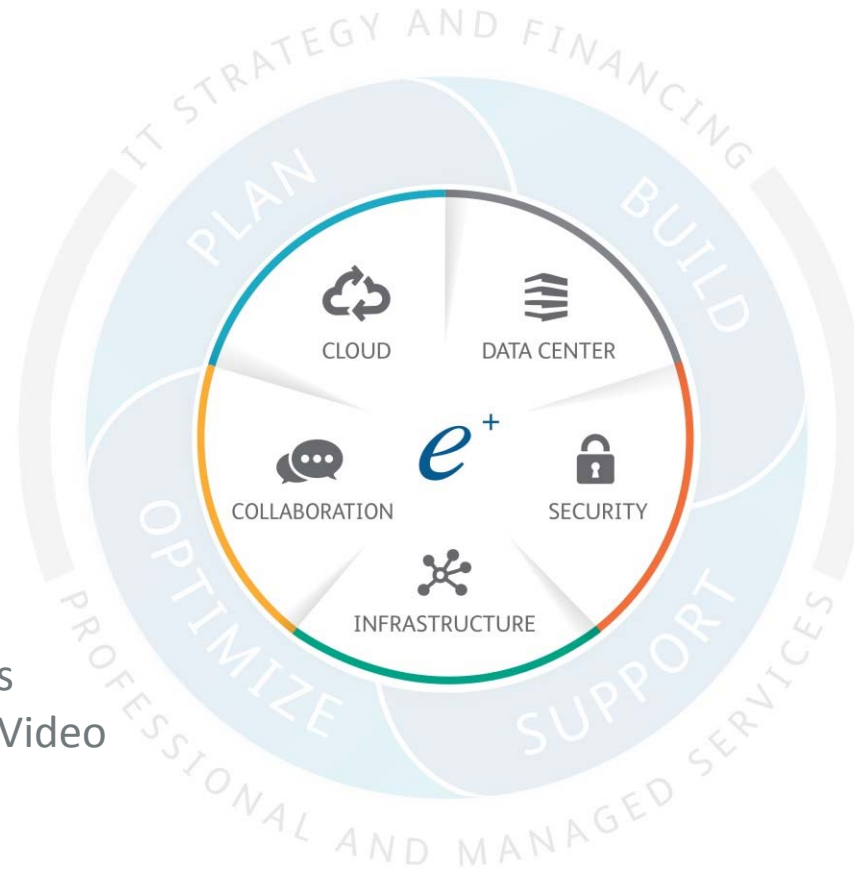 IT STRATEGY AND FINANCING
PLAN
BUILD
CLOUD
DATA CENTER
e+
COLLABORATION
SECURITY
INFRASTRUCTURE
OPTIMIZE
SUPPORT
s
Video
PROFESSIONAL AND MANAGED SERVICES